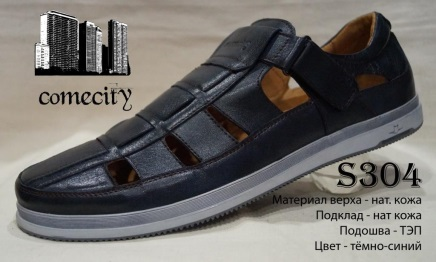 comecity
S304
Материал верха - нат. кожа
Подклад - нат кожа
Подошва - ТЭП
Цвет - тёмно-синий